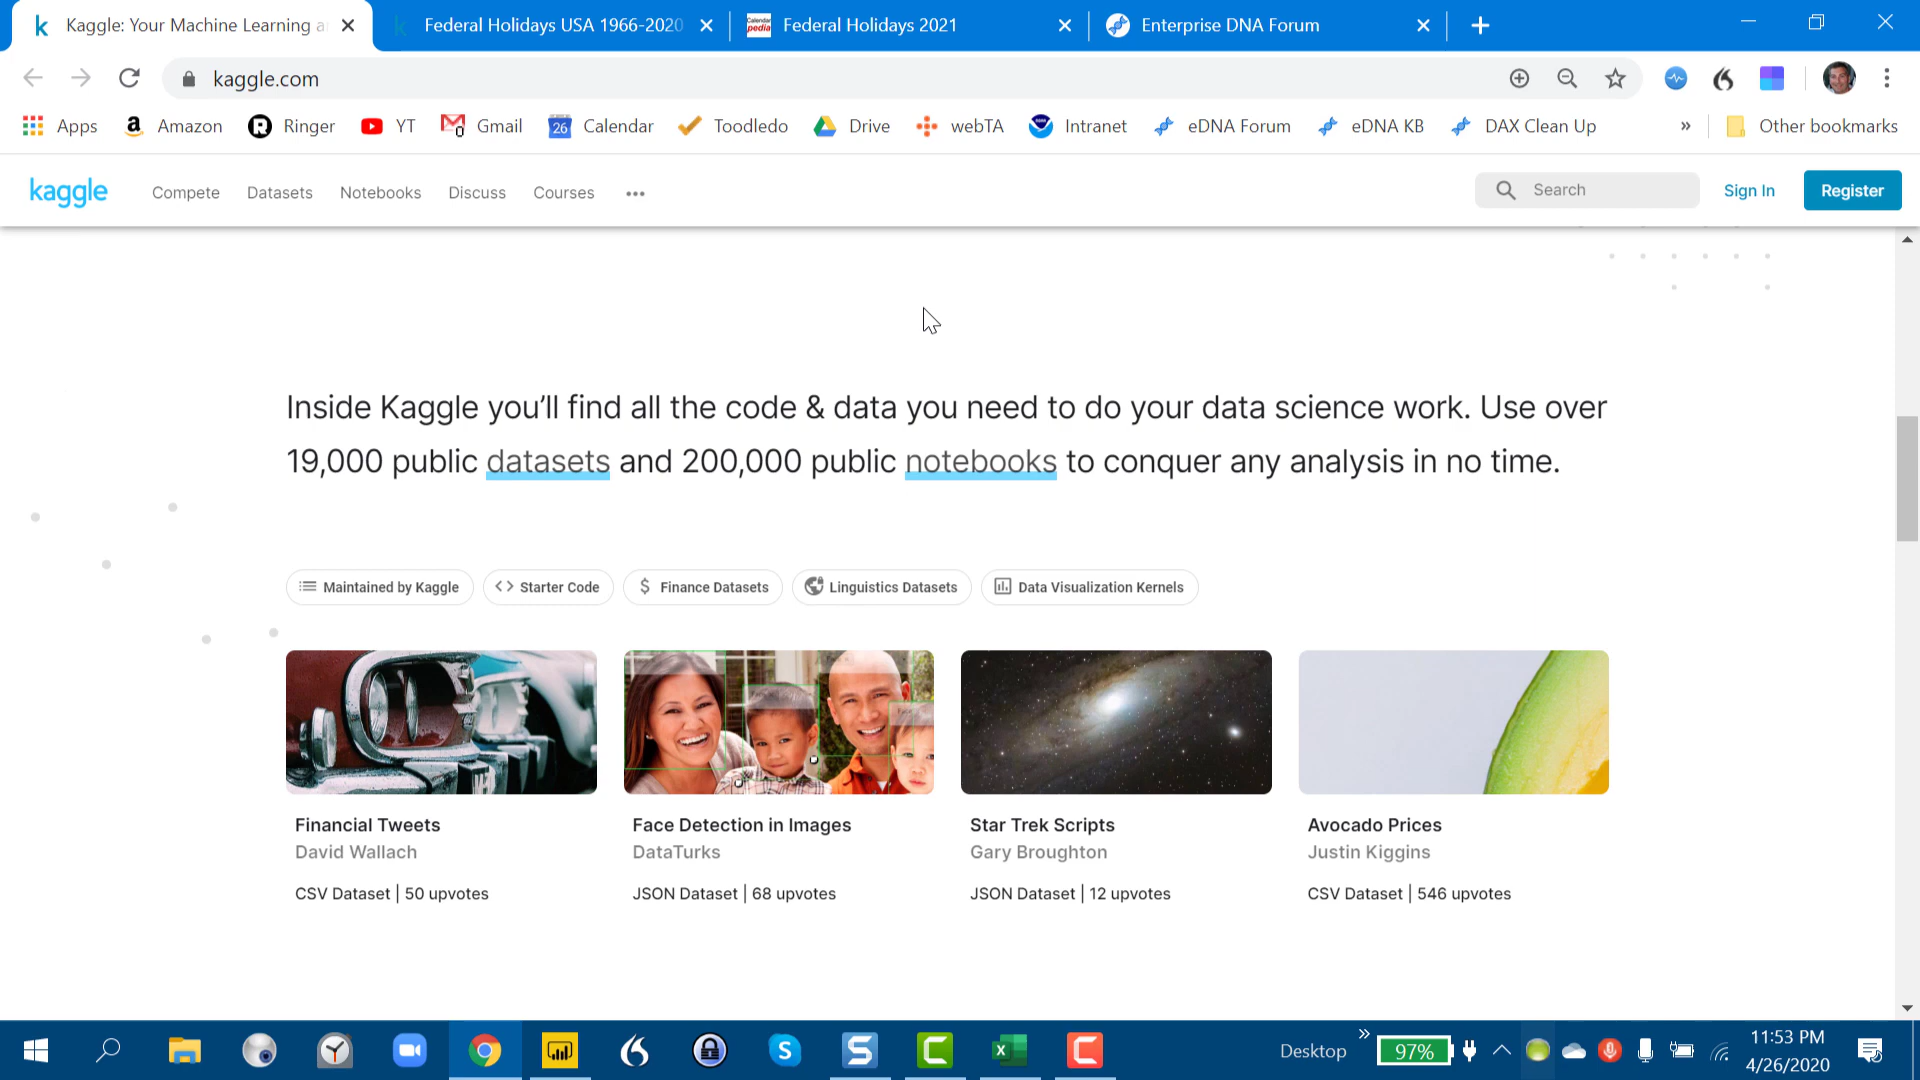 Kaggle: Your Machine Learning a
Federal Holidays USA 1966-2020
Calendar
pedia
Federal Holidays 2021
Enterprise DNA Forum
kaggle.com
Apps
Amazon
Ringer
YT
Gmail
26
Calendar
Toodledo
Drive
webTA
Intranet
eDNA Forum
eDNA KB
DAX Clean Up
»
Other bookmarks
kaggle
Compete
Datasets
Notebooks
Discuss
Courses
Search
Sign In
Register
Inside Kaggle you’ll find all the code & data you need to do your data science work. Use over
19,000 public datasets and 200,000 public notebooks to conquer any analysis in no time.
Maintained by Kaggle
<> Starter Code
$ Finance Datasets
Linguistics Datasets
Data Visualization Kernels
Financial Tweets
David Wallach
CSV Dataset | 50 upvotes
Face Detection in Images
DataTurks
JSON Dataset | 68 upvotes
Star Trek Scripts
Gary Broughton
JSON Dataset | 12 upvotes
Avocado Prices
Justin Kiggins
CSV Dataset | 546 upvotes
Desktop
»
97%
11:53 PM
4/26/2020